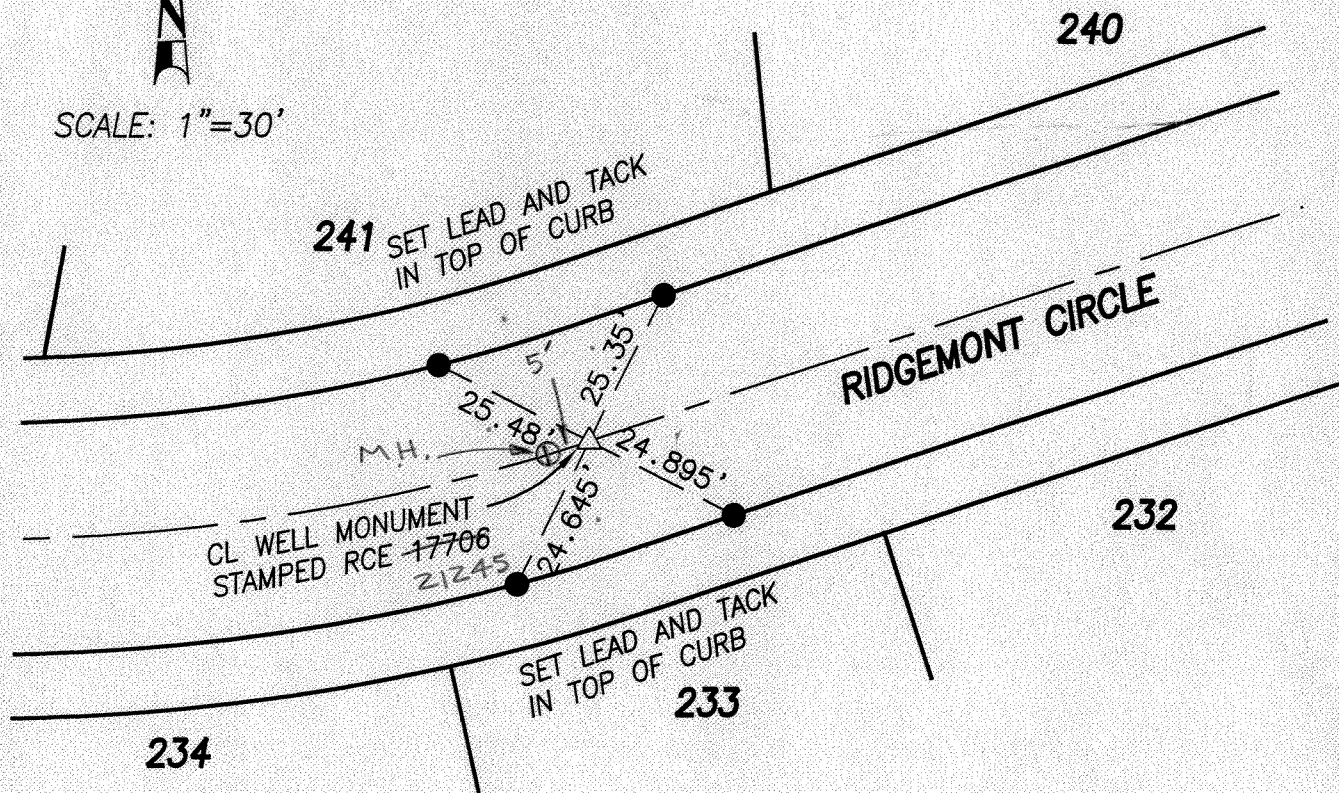 N
SCALE: 1"=30'
240
241
SET LEAD AND TACK
IN TOP OF CURB
5'
25.35'
25.48'
RIDGEMONT CIRCLE
M.H.
24.895'
24.645'
CL WELL MONUMENT
STAMPED RCE 17706
21245
232
SET LEAD AND TACK
IN TOP OF CURB
233
234